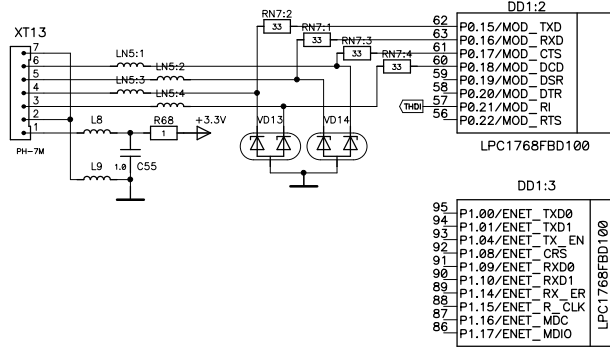 DD1:2
RN7:2
33
RN7:1
33
RN7:3
33
RN7:4
33
XT13
7
6
5
4
3
2
1
PH-7M
LN5:1
LN5:2
LN5:3
LN5:4
L8
R68
1
+3.3V
L9
1.0
C55
VD13
VD14
62 P0.15/MOD_TXD
63 P0.16/MOD_RXD
61 P0.17/MOD_CTS
60 P0.18/MOD_DCD
59 P0.19/MOD_DSR
58 P0.20/MOD_DTR
THDI 57 P0.21/MOD_RI
56 P0.22/MOD_RTS
LPC1768FBD100
DD1:3
95 P1.00/ENET_TXD0
94 P1.01/ENET_TXD1
93 P1.04/ENET_TX_EN
92 P1.08/ENET_CRS
91 P1.09/ENET_RXD0
90 P1.10/ENET_RXD1
89 P1.14/ENET_RX_ER
88 P1.15/ENET_R_CLK
87 P1.16/ENET_MDC
86 P1.17/ENET_MDIO
LPC1768FBD100